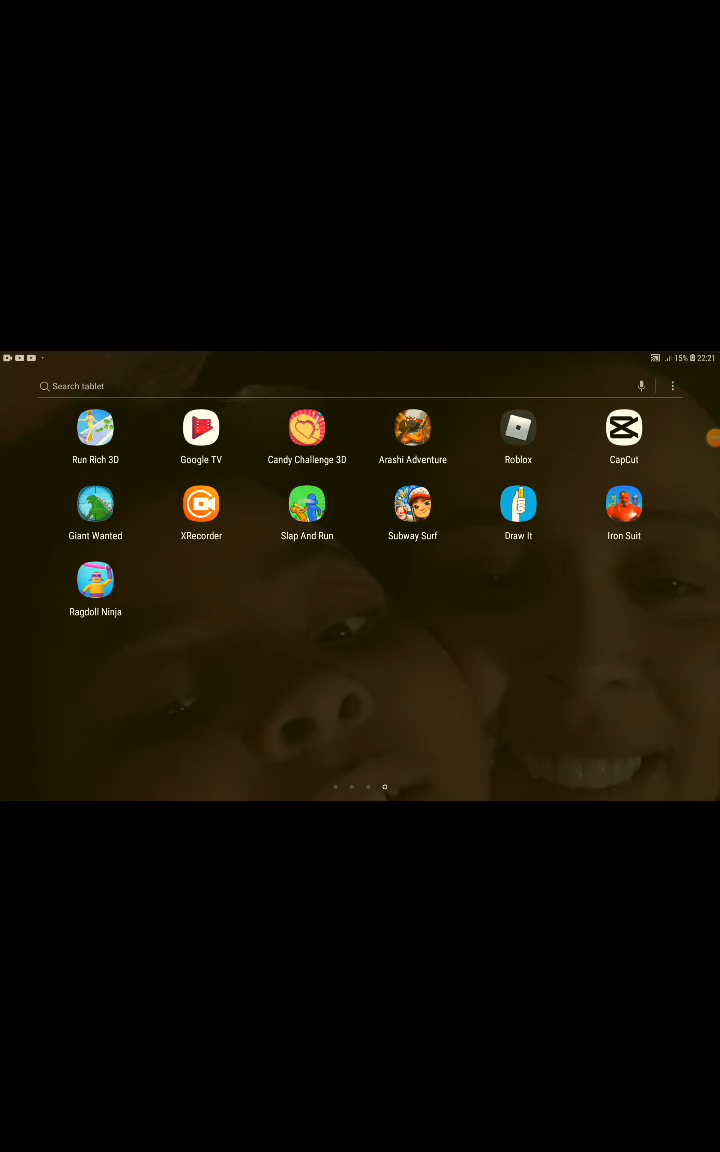 15% 22:21
Search tablet
Run Rich 3D Google TV Candy Challenge 3D Arashi Adventure Roblox CapCut
Giant Wanted XRecorder Slap And Run Subway Surf Draw It Iron Suit
Ragdoll Ninja